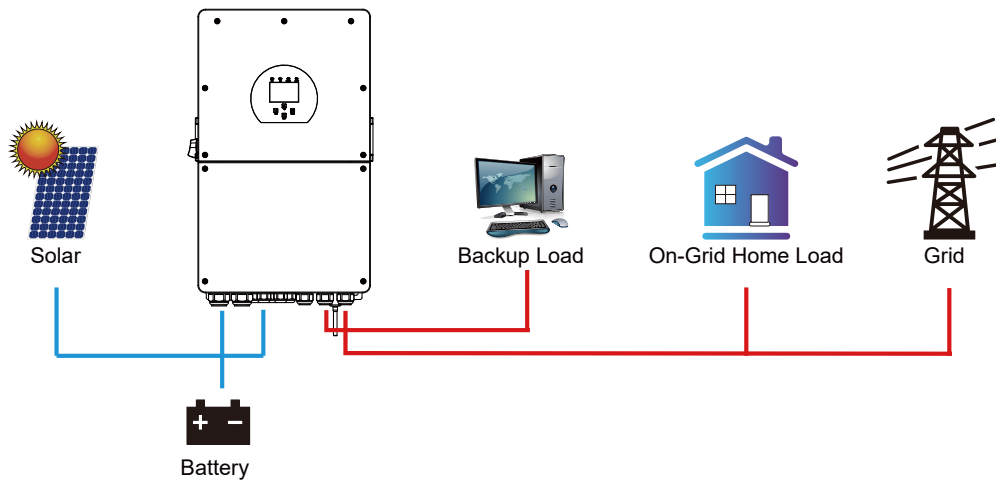 Solar
Backup Load
On-Grid Home Load
Grid
+ −
Battery